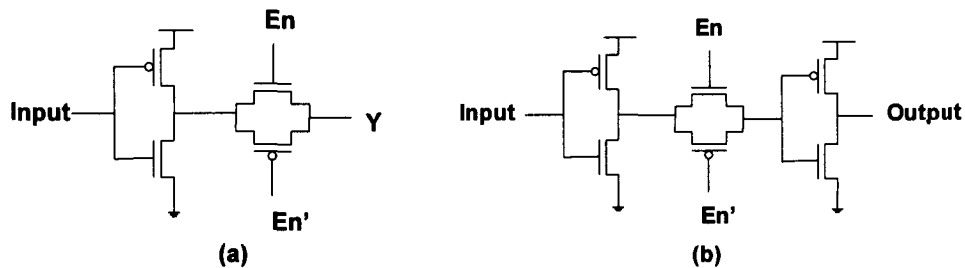 En
Input
Y
En'
(a)
En
Input
Output
En'
(b)